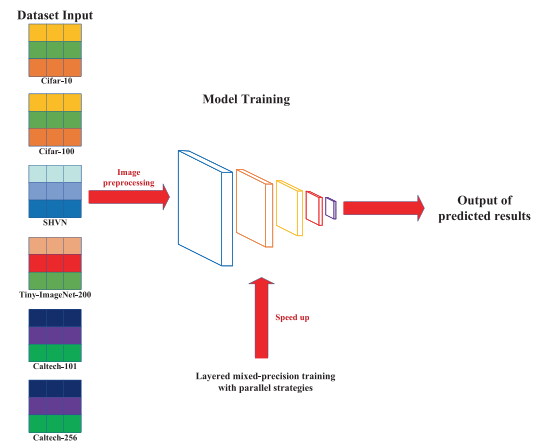 Dataset Input
Cifar-10
Cifar-100
SHVN
Tiny-ImageNet-200
Caltech-101
Caltech-256
Image
preprocessing
Model Training
Speed up
Layered mixed-precision training
with parallel strategies
Output of
predicted results